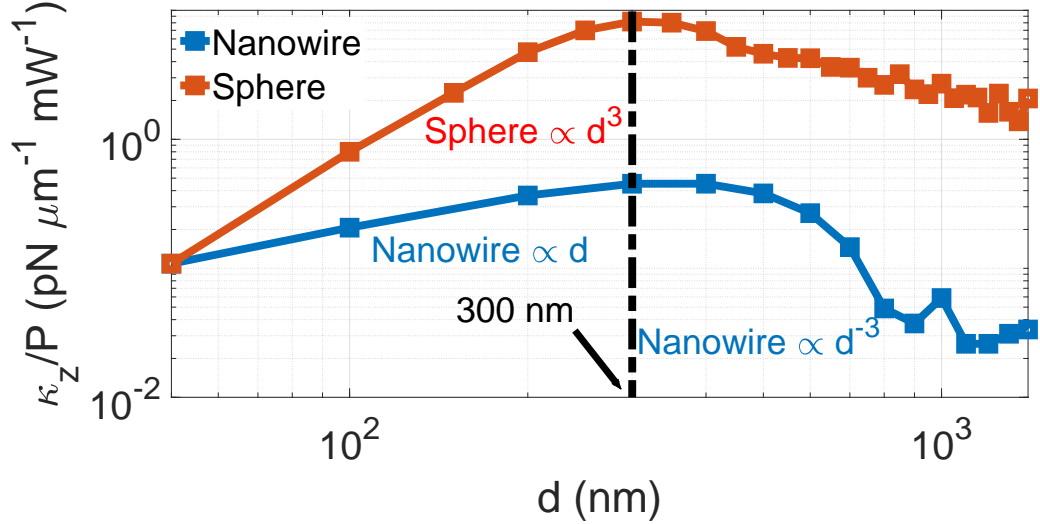 Nanowire
Sphere
Sphere ∝ d³
Nanowire ∝ d
300 nm
Nanowire ∝ d⁻³
κz/P (pN μm⁻¹ mW⁻¹)
10⁰
10⁻²
10²
10³
d (nm)